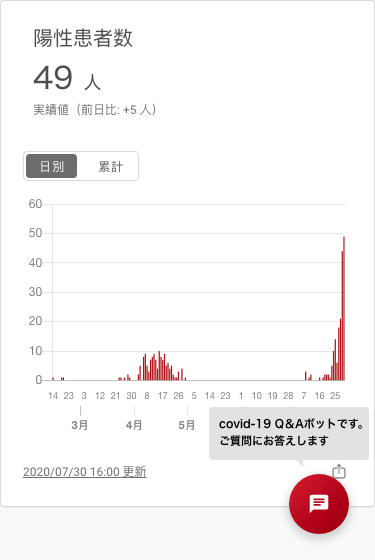 陽性患者数
49 人
実績値（前日比: +5 人）
日別 累計
60
50
40
30
20
10
0
14 23 3 12 21 30 8 17 26 5 14 23 1 10 19 28 7 16 25
3月 4月 5月
covid-19 Q&Aボットです。
ご質問にお答えします
2020/07/30 16:00 更新